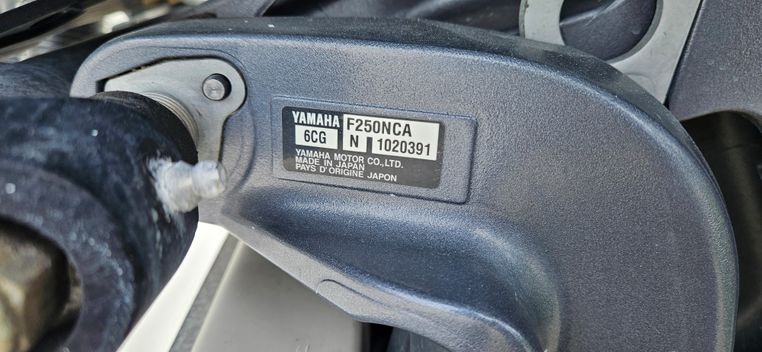 YAMAHA F250NCA
6CG N 1020391
YAMAHA MOTOR CO.,LTD.
MADE IN JAPAN
PAYS D'ORIGINE JAPON